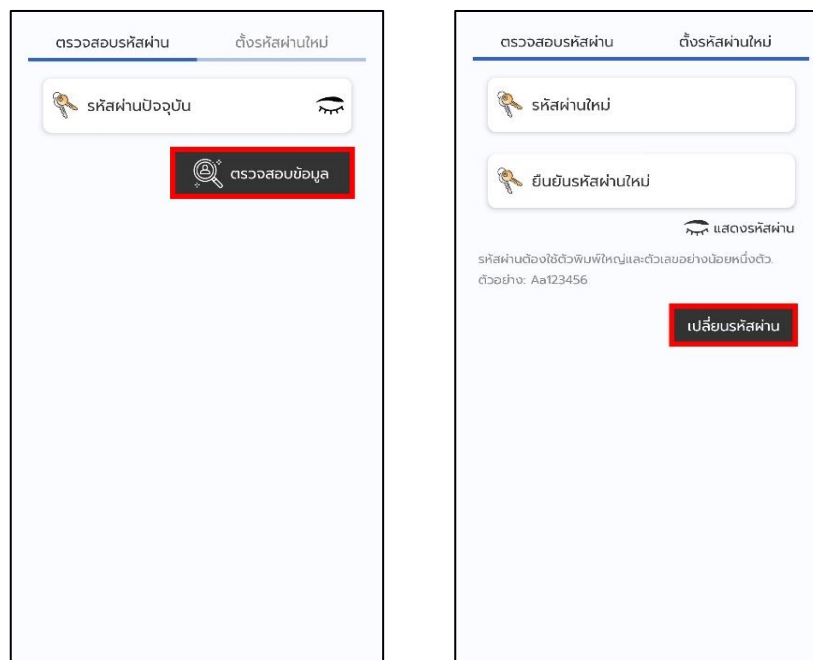 ตรวจสอบรหัสผ่าน ตั้งรหัสผ่านใหม่
รหัสผ่านปัจจุบัน
ตรวจสอบข้อมูล
ตรวจสอบรหัสผ่าน ตั้งรหัสผ่านใหม่
รหัสผ่านใหม่
ยืนยันรหัสผ่านใหม่
แสดงรหัสผ่าน
รหัสผ่านต้องใช้ตัวพิมพ์ใหญ่และตัวเลขอย่างน้อยหนึ่งตัว.
ตัวอย่าง: Aa123456
เปลี่ยนรหัสผ่าน